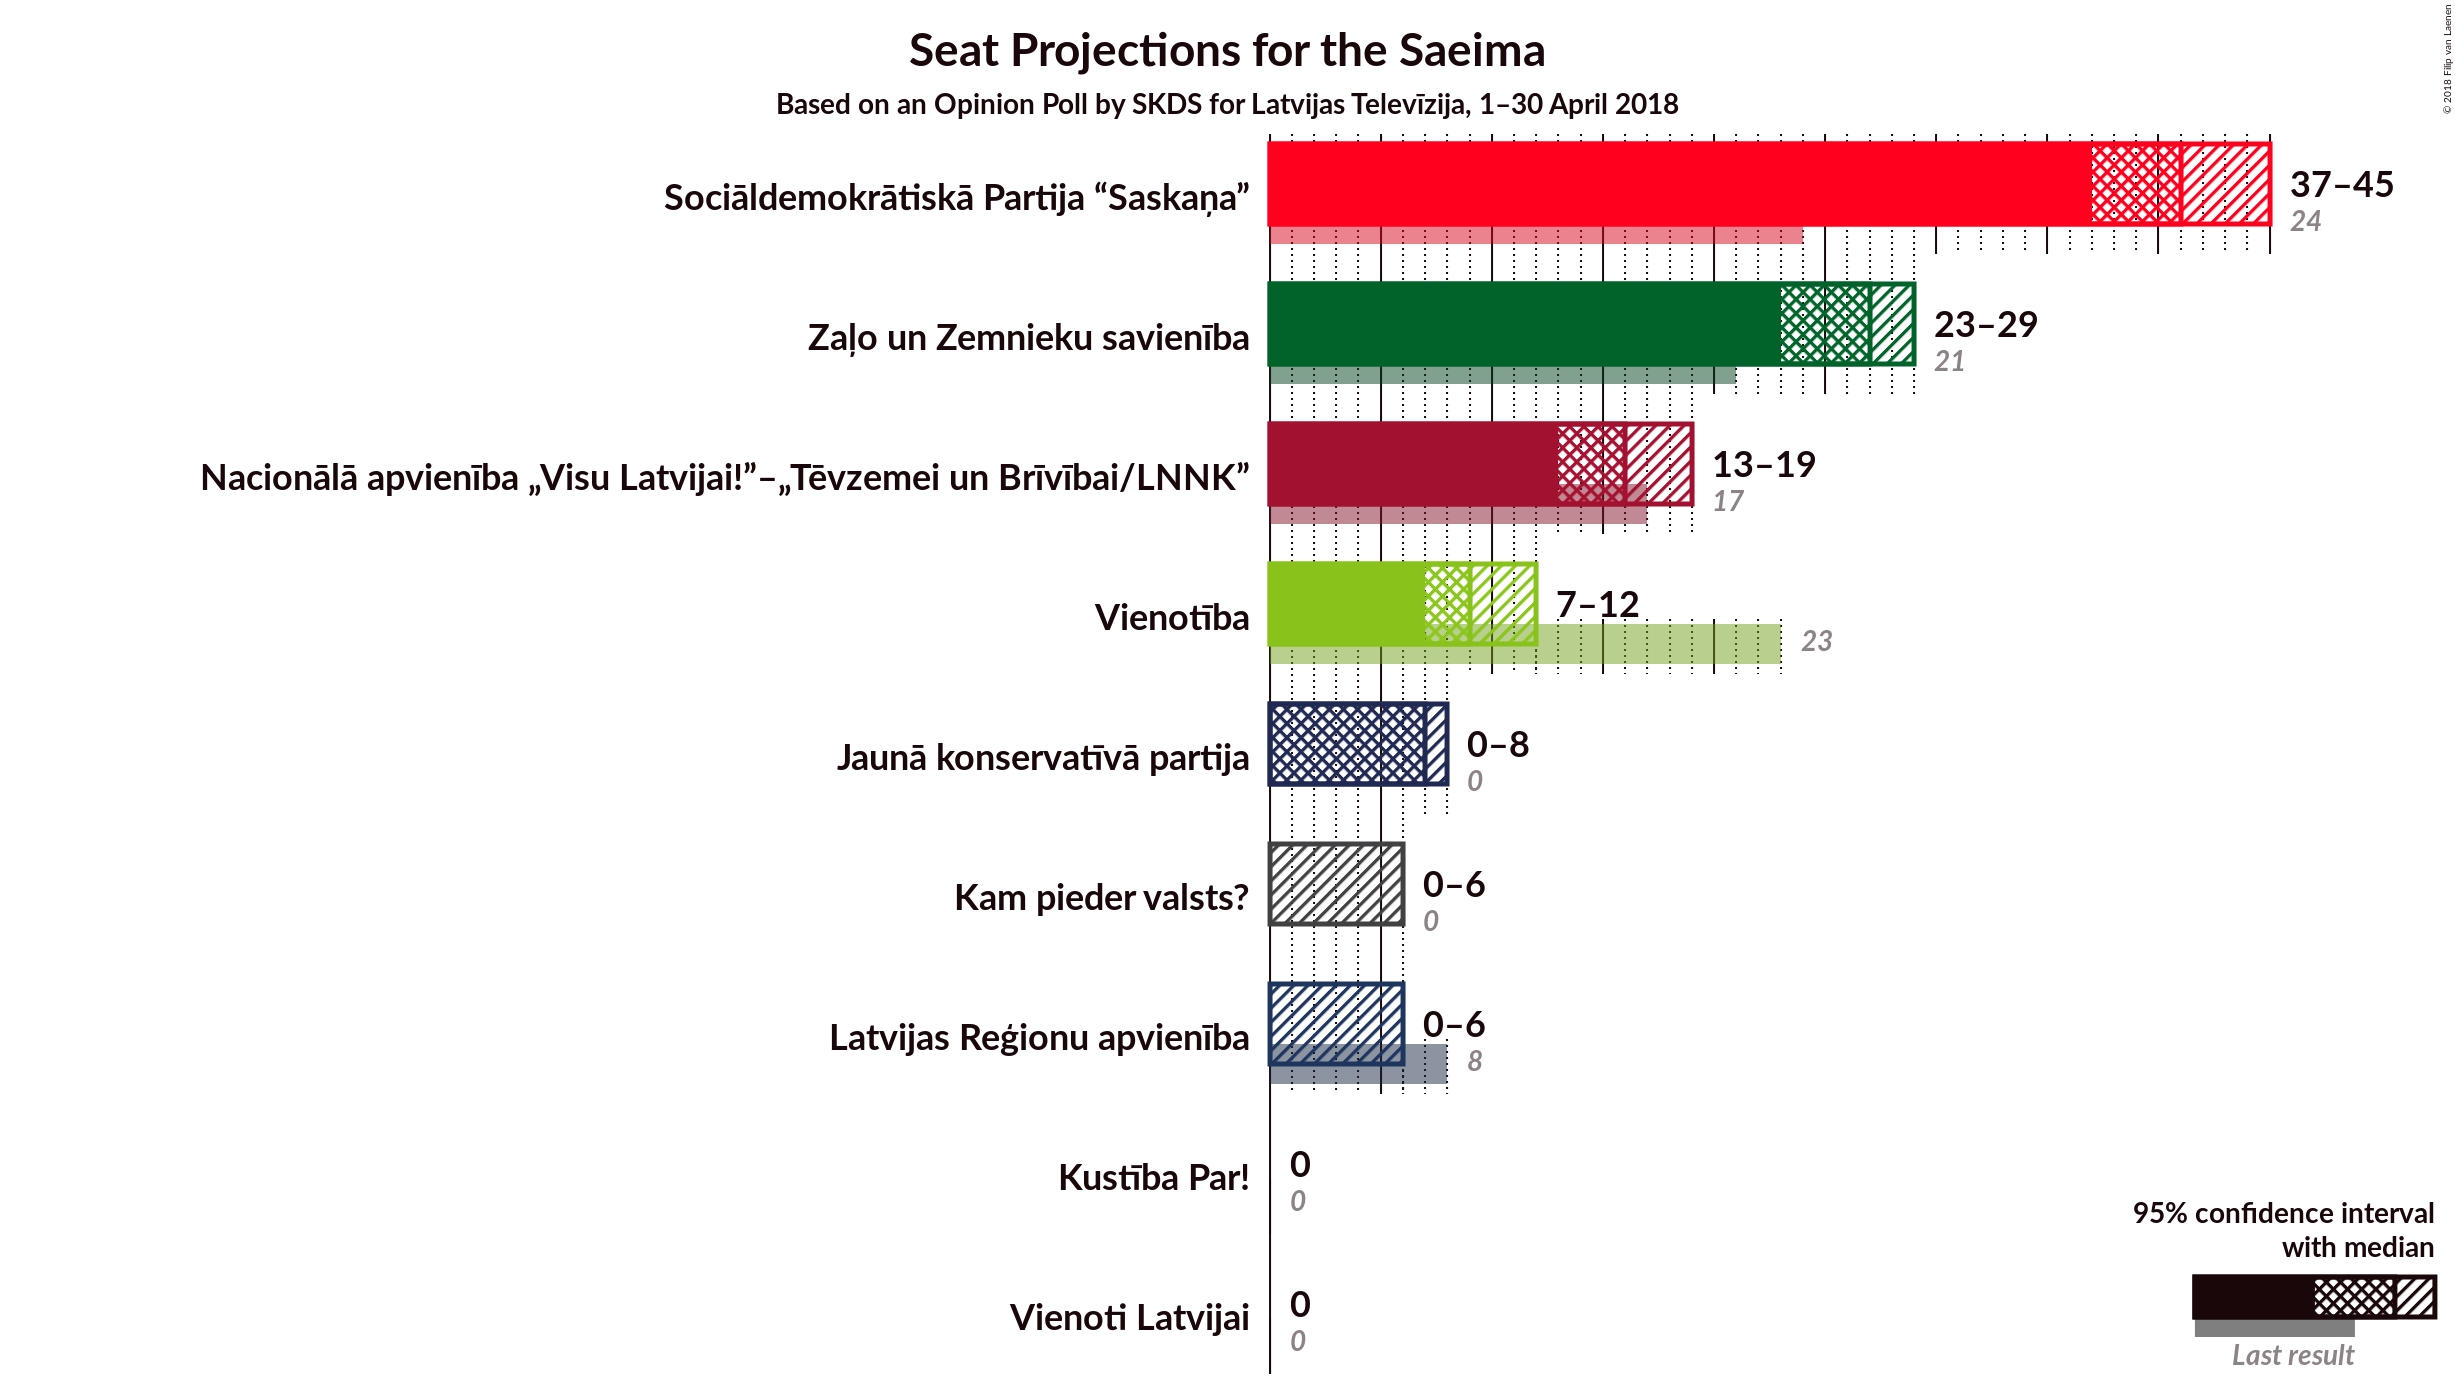 Seat Projections for the Saeima
Based on an Opinion Poll by SKDS for Latvijas Televīzija, 1–30 April 2018
© 2018 Filip van Laenen
Sociāldemokrātiskā Partija “Saskaņa”
37–45
24
Zaļo un Zemnieku savienība
23–29
21
Nacionālā apvienība „Visu Latvijai!”–„Tēvzemei un Brīvībai/LNNK”
13–19
17
Vienotība
7–12
23
Jaunā konservatīvā partija
0–8
0
Kam pieder valsts?
0–6
0
Latvijas Reģionu apvienība
0–6
8
Kustība Par!
0
0
Vienoti Latvijai
0
0
95% confidence interval
with median
Last result